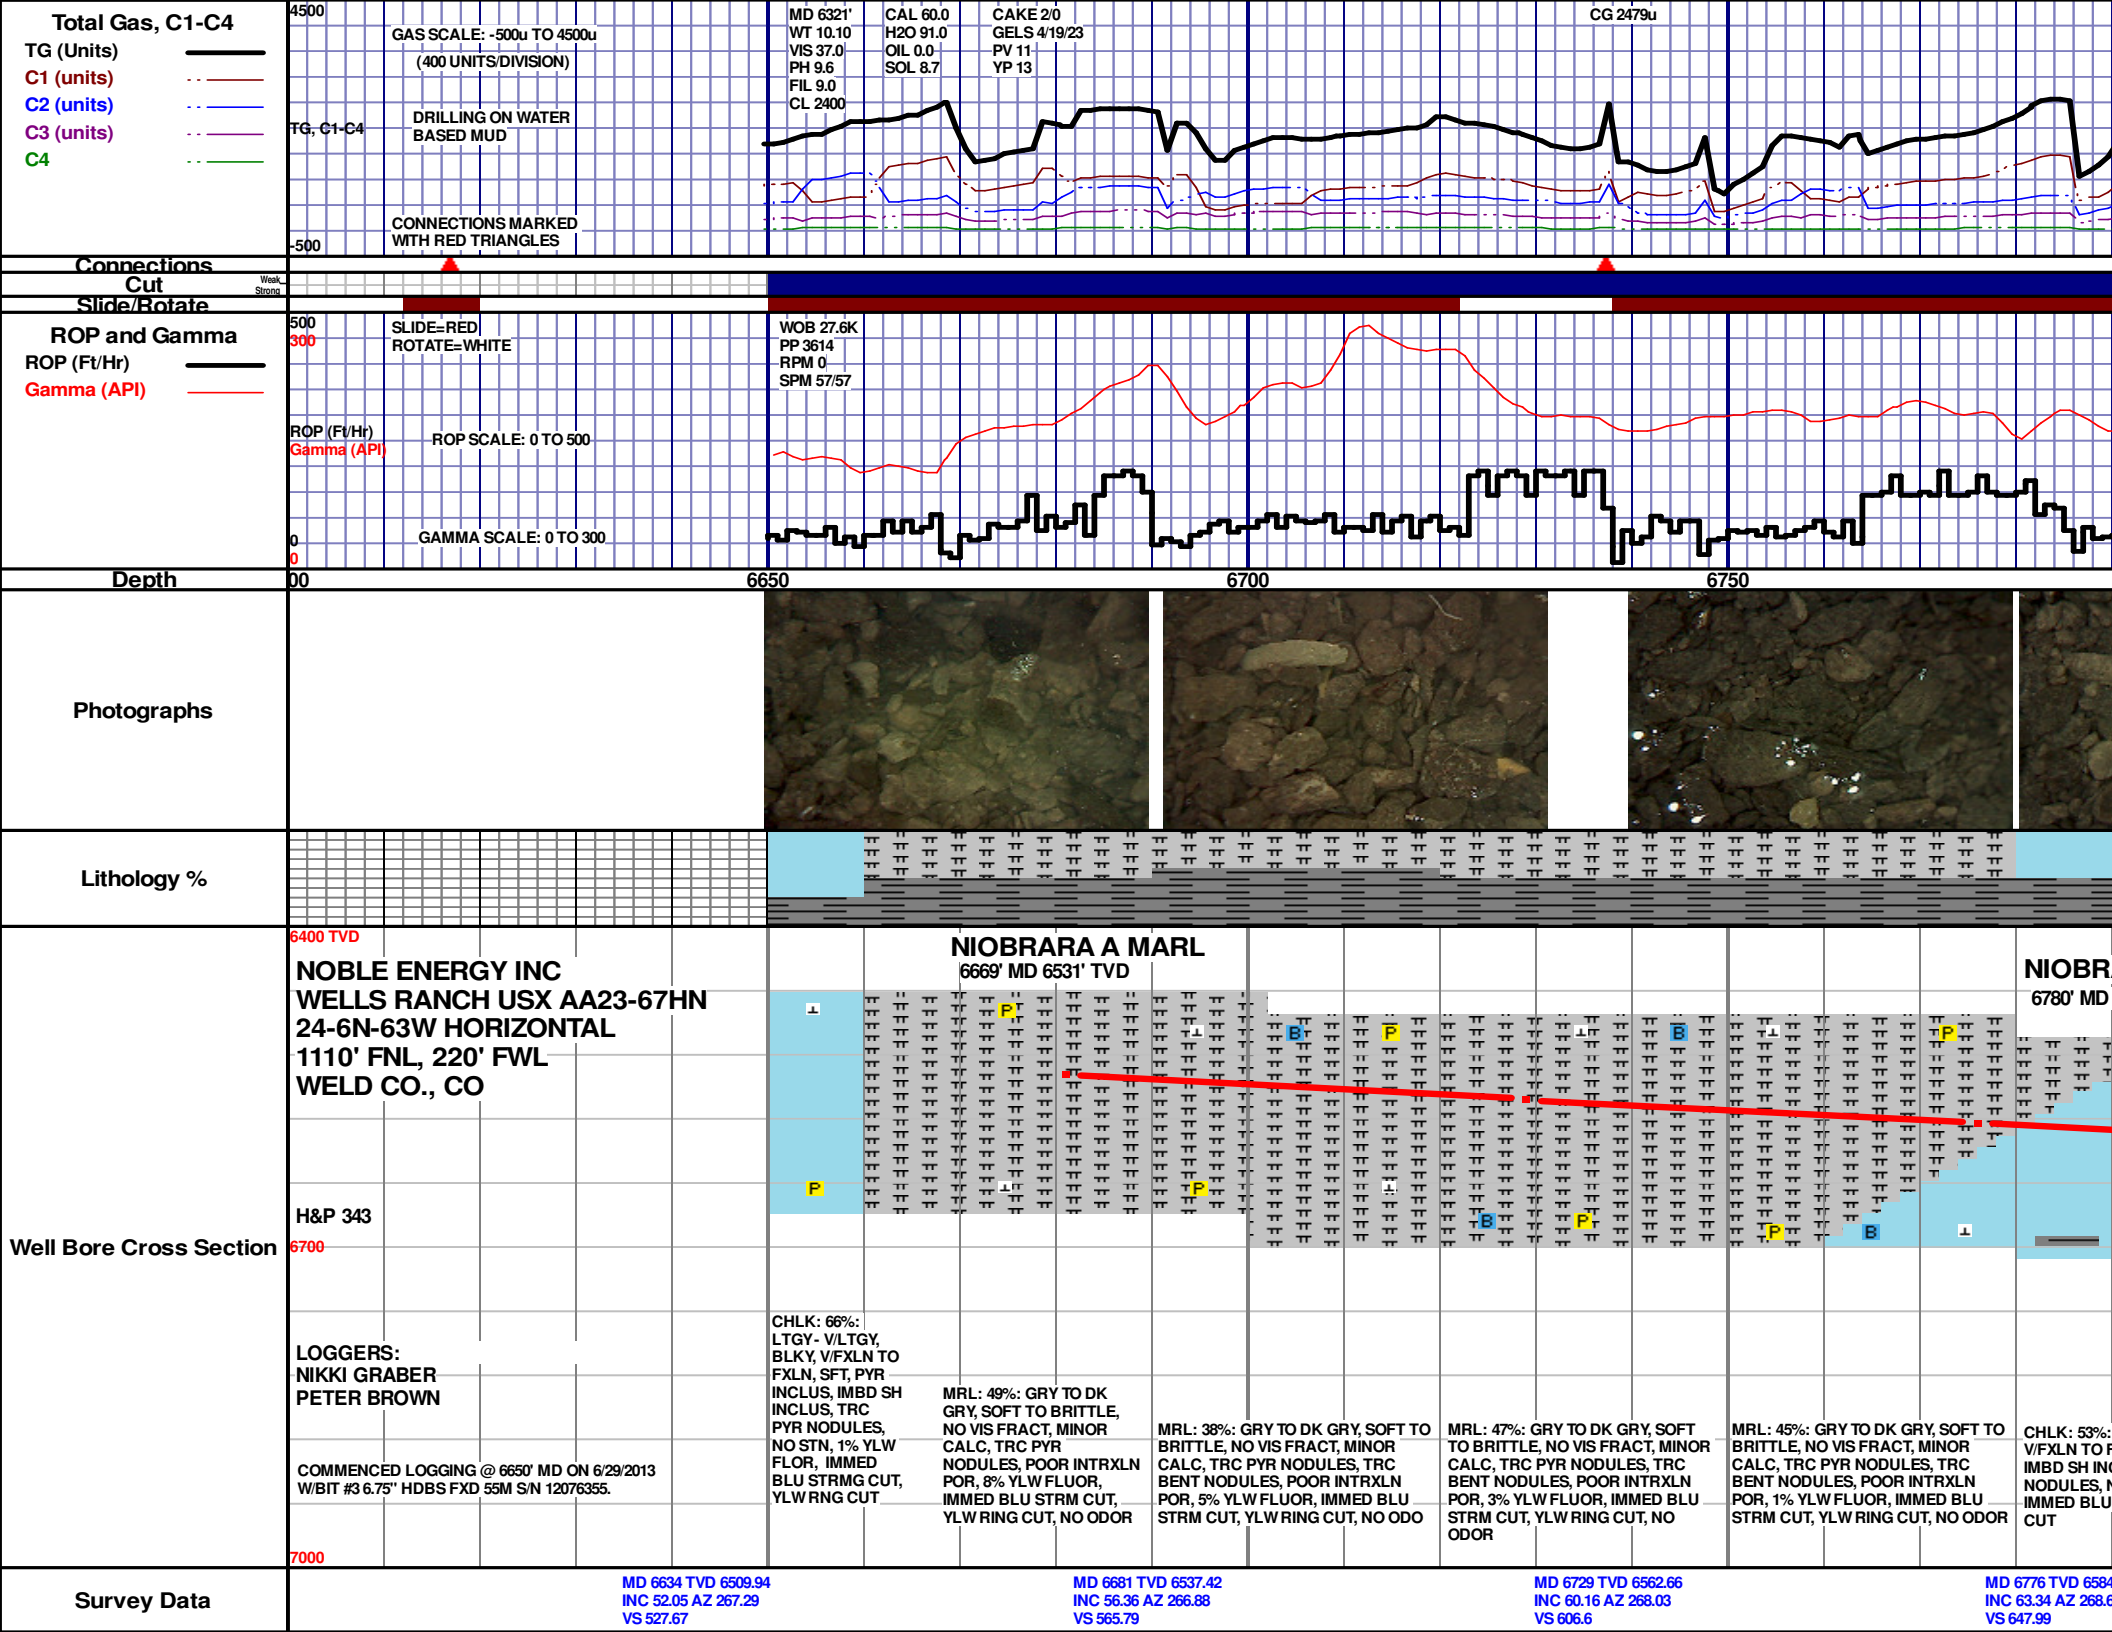 Total Gas, C1-C4
TG (Units)
C1 (units)
C2 (units)
C3 (units)
C4
4500
GAS SCALE: -500u TO 4500u
(400 UNITS/DIVISION)
TG, C1-C4
DRILLING ON WATER
BASED MUD
CONNECTIONS MARKED
WITH RED TRIANGLES
-500
MD 6321'
WT 10.10
VIS 37.0
PH 9.6
FIL 9.0
CL 2400
CAL 60.0
H2O 91.0
OIL 0.0
SOL 8.7
CAKE 2/0
GELS 4/19/23
PV 11
YP 13
CG 2479u
Connections
Cut
Weak
Strong
Slide/Rotate
ROP and Gamma
ROP (Ft/Hr)
Gamma (API)
500
300
SLIDE=RED
ROTATE=WHITE
ROP (Ft/Hr)
Gamma (API)
ROP SCALE: 0 TO 500
GAMMA SCALE: 0 TO 300
0
0
WOB 27.6K
PP 3614
RPM 0
SPM 57/57
Depth
00
6650
6700
6750
Photographs
Lithology %
Well Bore Cross Section
6400 TVD
NOBLE ENERGY INC
WELLS RANCH USX AA23-67HN
24-6N-63W HORIZONTAL
1110' FNL, 220' FWL
WELD CO., CO
H&P 343
6700
LOGGERS:
NIKKI GRABER
PETER BROWN
COMMENCED LOGGING @ 6650' MD ON 6/29/2013
W/BIT #3 6.75" HDBS FXD 55M S/N 12076355.
7000
NIOBRARA A MARL
6669' MD 6531' TVD
NIOBR
6780' MD
P
P
B
P
B
P
P
B
P
P
B
CHLK: 66%:
LTGY- V/LTGY,
BLKY, V/FXLN TO
FXLN, SFT, PYR
INCLUS, IMBD SH
INCLUS, TRC
PYR NODULES,
NO STN, 1% YLW
FLOR, IMMED
BLU STRMG CUT,
YLW RNG CUT
MRL: 49%: GRY TO DK
GRY, SOFT TO BRITTLE,
NO VIS FRACT, MINOR
CALC, TRC PYR
NODULES, POOR INTRXLN
POR, 8% YLW FLUOR,
IMMED BLU STRM CUT,
YLW RING CUT, NO ODOR
MRL: 38%: GRY TO DK GRY, SOFT TO
BRITTLE, NO VIS FRACT, MINOR
CALC, TRC PYR NODULES, TRC
BENT NODULES, POOR INTRXLN
POR, 5% YLW FLUOR, IMMED BLU
STRM CUT, YLW RING CUT, NO ODO
MRL: 47%: GRY TO DK GRY, SOFT
TO BRITTLE, NO VIS FRACT, MINOR
CALC, TRC PYR NODULES, TRC
BENT NODULES, POOR INTRXLN
POR, 3% YLW FLUOR, IMMED BLU
STRM CUT, YLW RING CUT, NO
ODOR
MRL: 45%: GRY TO DK GRY, SOFT TO
BRITTLE, NO VIS FRACT, MINOR
CALC, TRC PYR NODULES, TRC
BENT NODULES, POOR INTRXLN
POR, 1% YLW FLUOR, IMMED BLU
STRM CUT, YLW RING CUT, NO ODOR
CHLK: 53%:
V/FXLN TO F
IMBD SH IN
NODULES, N
IMMED BLU
CUT
Survey Data
MD 6634 TVD 6509.94
INC 52.05 AZ 267.29
VS 527.67
MD 6681 TVD 6537.42
INC 56.36 AZ 266.88
VS 565.79
MD 6729 TVD 6562.66
INC 60.16 AZ 268.03
VS 606.6
MD 6776 TVD 6584
INC 63.34 AZ 268.6
VS 647.99